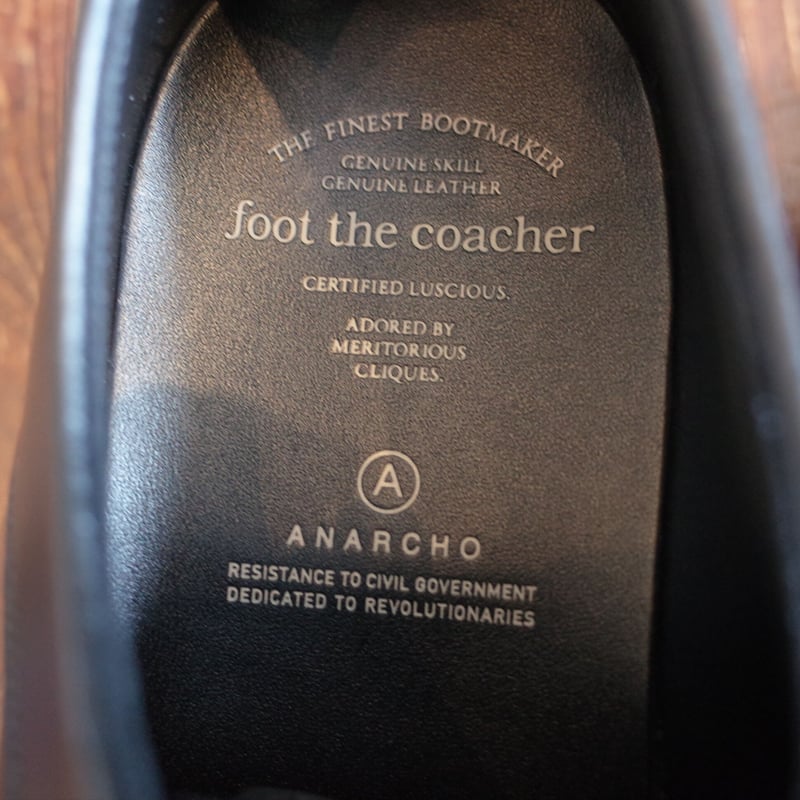 THE FINEST BOOTMAKER
GENUINE SKILL
GENUINE LEATHER
foot the coacher
CERTIFIED LUSCIOUS.
ADORED BY
MERITORIOUS
CLIQUES.
A
ANARCHO
RESISTANCE TO CIVIL GOVERNMENT
DEDICATED TO REVOLUTIONARIES